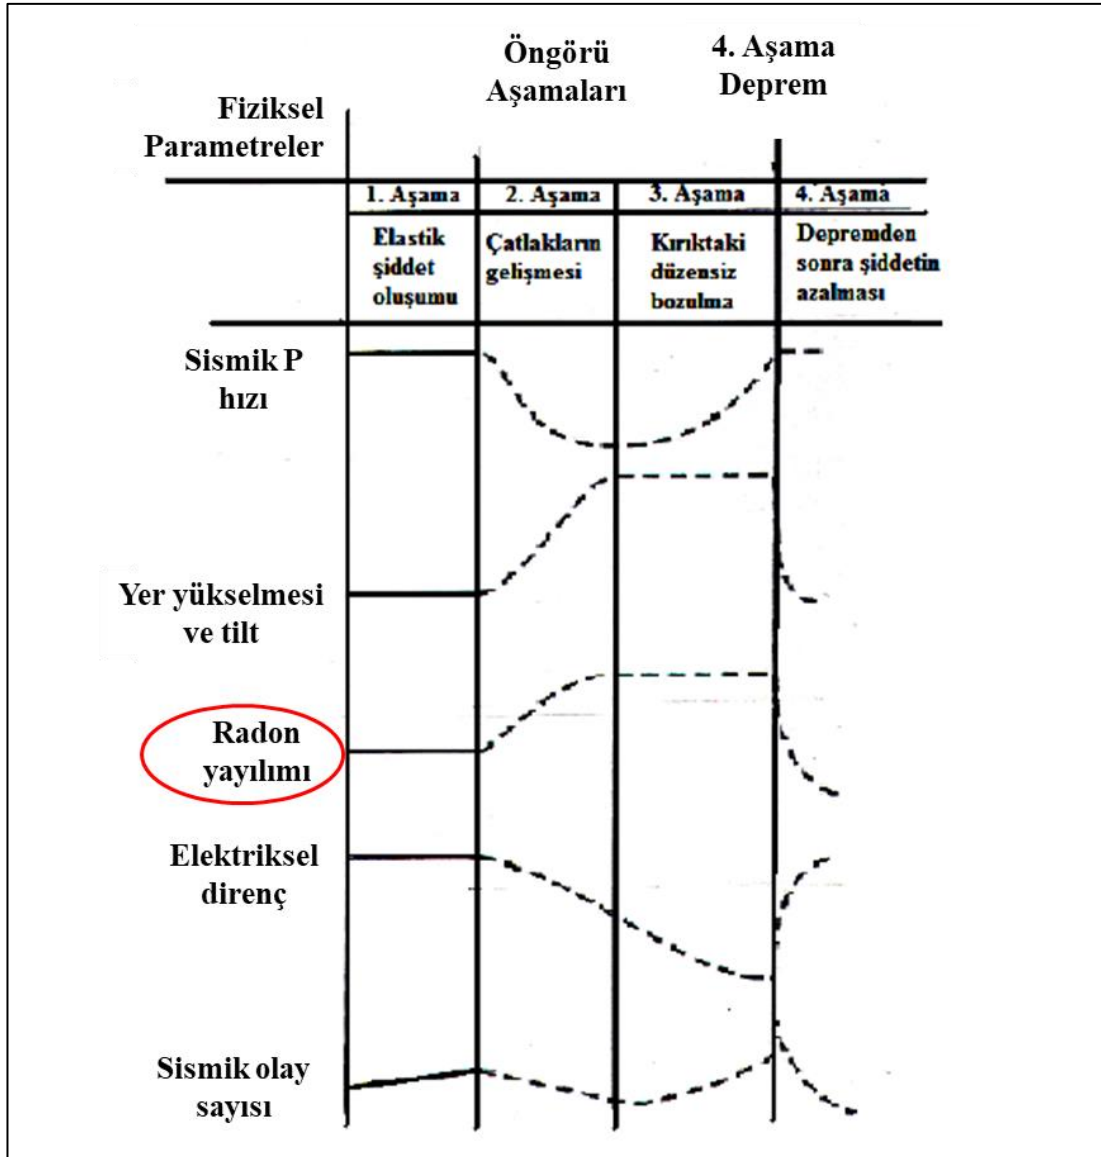 Öngörü
Aşamaları
4. Aşama
Deprem
Fiziksel
Parametreler
1. Aşama
2. Aşama
3. Aşama
4. Aşama
Elastik
şiddet
oluşumu
Çatlakların
gelişmesi
Kırıktaki
düzensiz
bozulma
Depremden
sonra şiddetin
azalması
Sismik P
hızı
Yer yükselmesi
ve tilt
Radon
yayılımı
Elektriksel
direnç
Sismik olay
sayısı